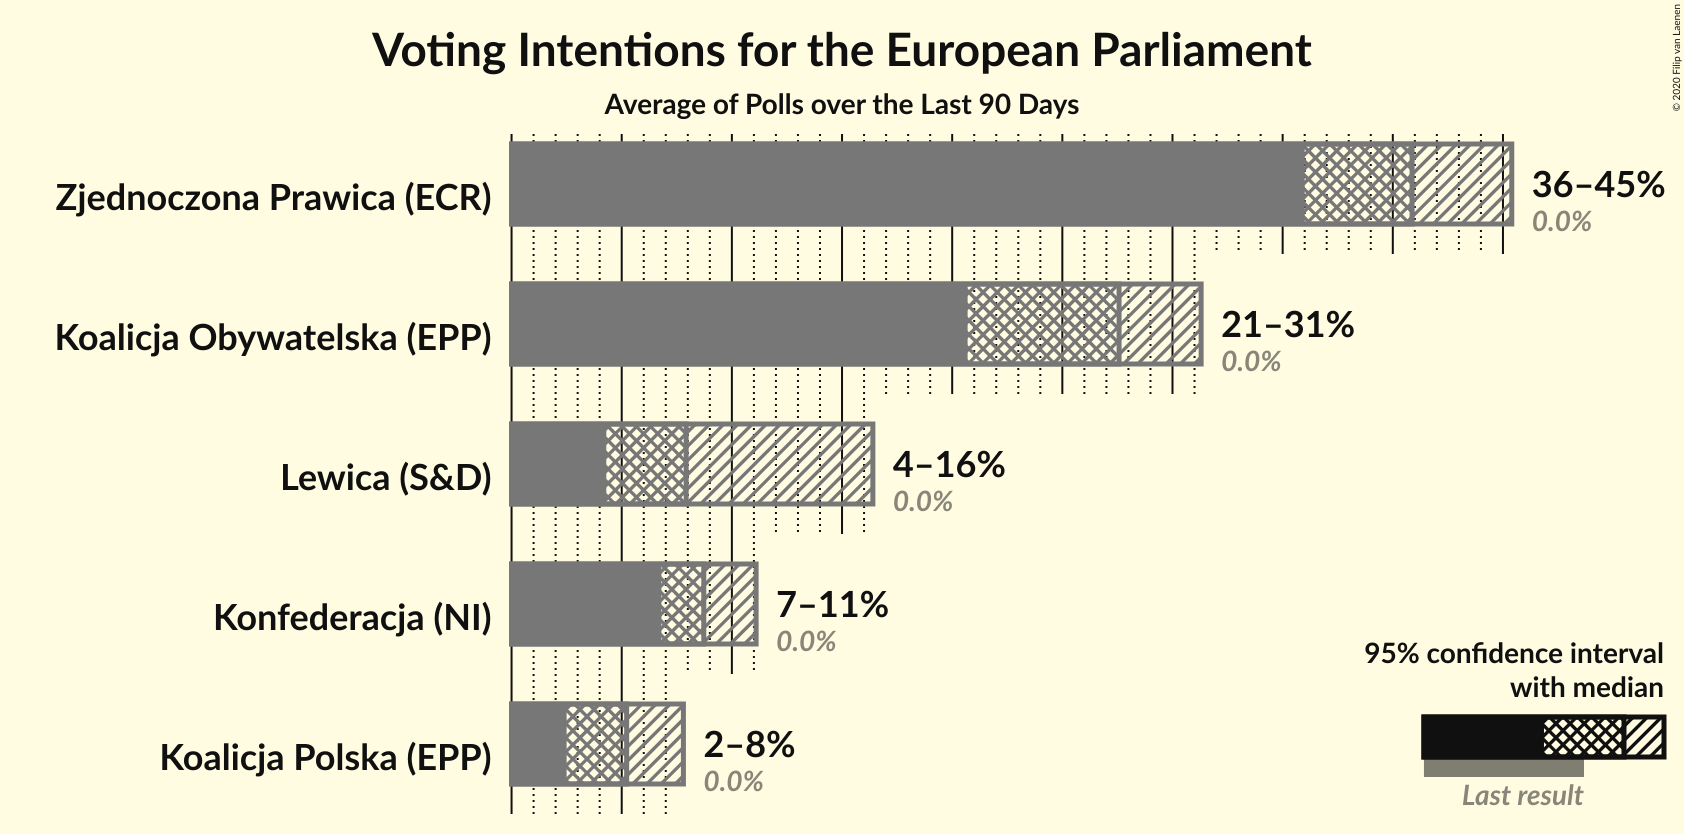 Voting Intentions for the European Parliament
Average of Polls over the Last 90 Days
© 2020 Filip van Laenen
Zjednoczona Prawica (ECR)
36–45%
0.0%
Koalicja Obywatelska (EPP)
21–31%
0.0%
Lewica (S&D)
4–16%
0.0%
Konfederacja (NI)
7–11%
0.0%
Koalicja Polska (EPP)
2–8%
0.0%
95% confidence interval
with median
Last result